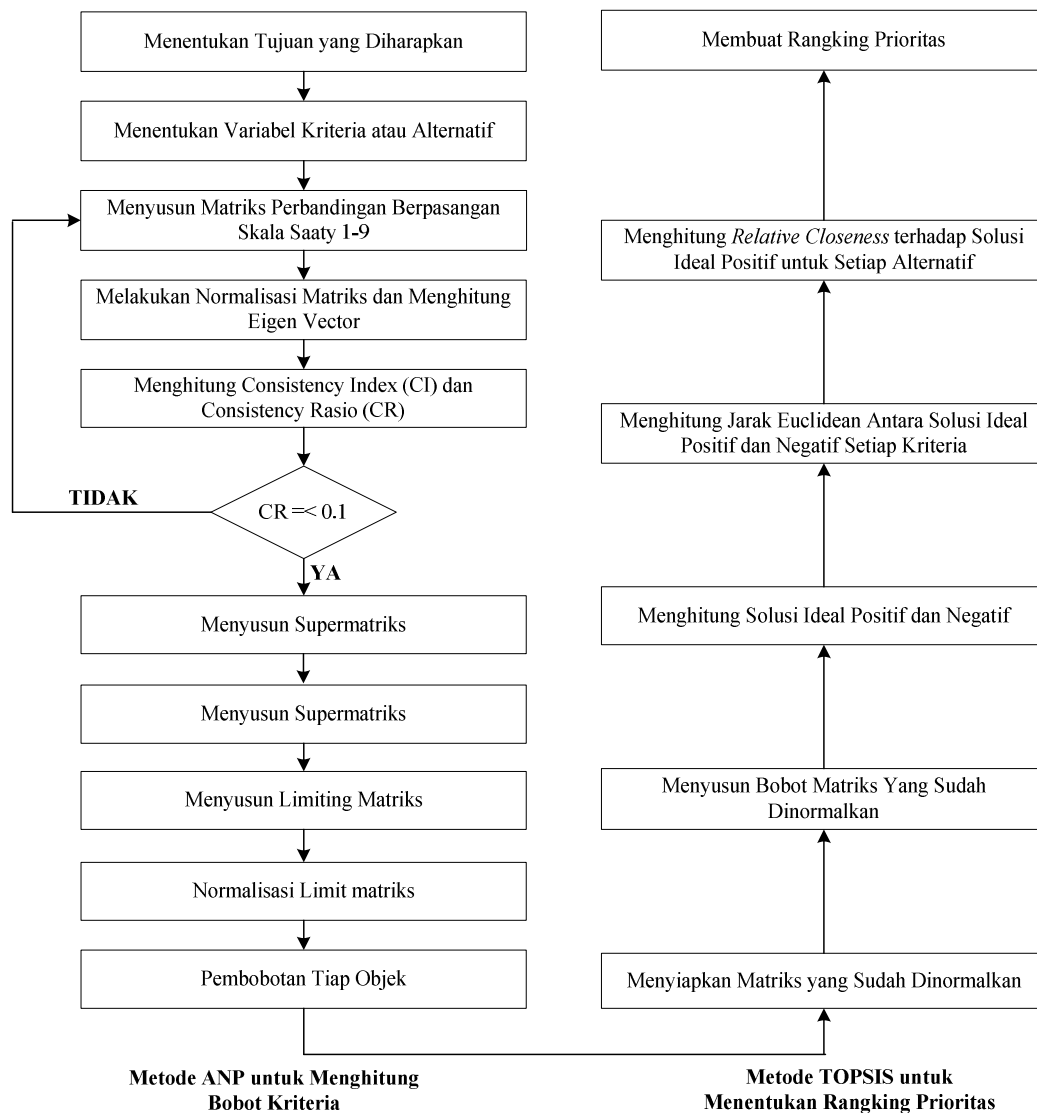 Menentukan Tujuan yang Diharapkan
Menentukan Variabel Kriteria atau Alternatif
Menyusun Matriks Perbandingan Berpasangan
Skala Saaty 1-9
Melakukan Normalisasi Matriks dan Menghitung
Eigen Vector
Menghitung Consistency Index (CI) dan
Consistency Rasio (CR)
TIDAK
CR =< 0.1
YA
Menyusun Supermatriks
Menyusun Supermatriks
Menyusun Limiting Matriks
Normalisasi Limit matriks
Pembobotan Tiap Objek
Metode ANP untuk Menghitung
Bobot Kriteria
Membuat Rangking Prioritas
Menghitung Relative Closeness terhadap Solusi
Ideal Positif untuk Setiap Alternatif
Menghitung Jarak Euclidean Antara Solusi Ideal
Positif dan Negatif Setiap Kriteria
Menghitung Solusi Ideal Positif dan Negatif
Menyusun Bobot Matriks Yang Sudah
Dinormalkan
Menyiapkan Matriks yang Sudah Dinormalkan
Metode TOPSIS untuk
Menentukan Rangking Prioritas